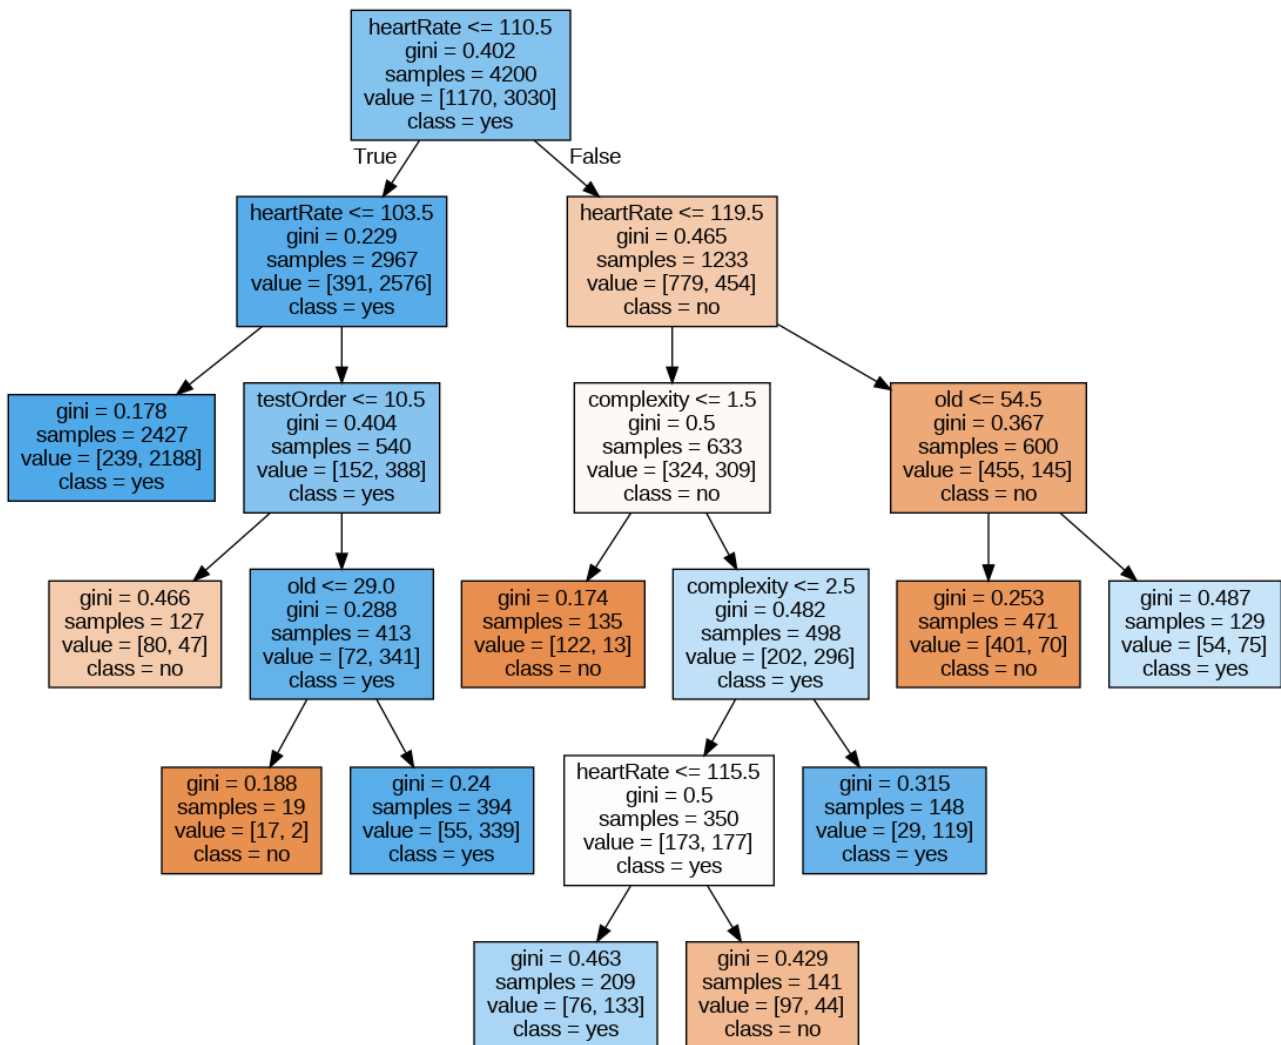 heartRate <= 110.5
gini = 0.402
samples = 4200
value = [1170, 3030]
class = yes
True
False
heartRate <= 103.5
gini = 0.229
samples = 2967
value = [391, 2576]
class = yes
heartRate <= 119.5
gini = 0.465
samples = 1233
value = [779, 454]
class = no
gini = 0.178
samples = 2427
value = [239, 2188]
class = yes
testOrder <= 10.5
gini = 0.404
samples = 540
value = [152, 388]
class = yes
complexity <= 1.5
gini = 0.5
samples = 633
value = [324, 309]
class = no
old <= 54.5
gini = 0.367
samples = 600
value = [455, 145]
class = no
gini = 0.466
samples = 127
value = [80, 47]
class = no
old <= 29.0
gini = 0.288
samples = 413
value = [72, 341]
class = yes
gini = 0.174
samples = 135
value = [122, 13]
class = no
complexity <= 2.5
gini = 0.482
samples = 498
value = [202, 296]
class = yes
gini = 0.253
samples = 471
value = [401, 70]
class = no
gini = 0.487
samples = 129
value = [54, 75]
class = yes
gini = 0.188
samples = 19
value = [17, 2]
class = no
gini = 0.24
samples = 394
value = [55, 339]
class = yes
heartRate <= 115.5
gini = 0.5
samples = 350
value = [173, 177]
class = yes
gini = 0.315
samples = 148
value = [29, 119]
class = yes
gini = 0.463
samples = 209
value = [76, 133]
class = yes
gini = 0.429
samples = 141
value = [97, 44]
class = no